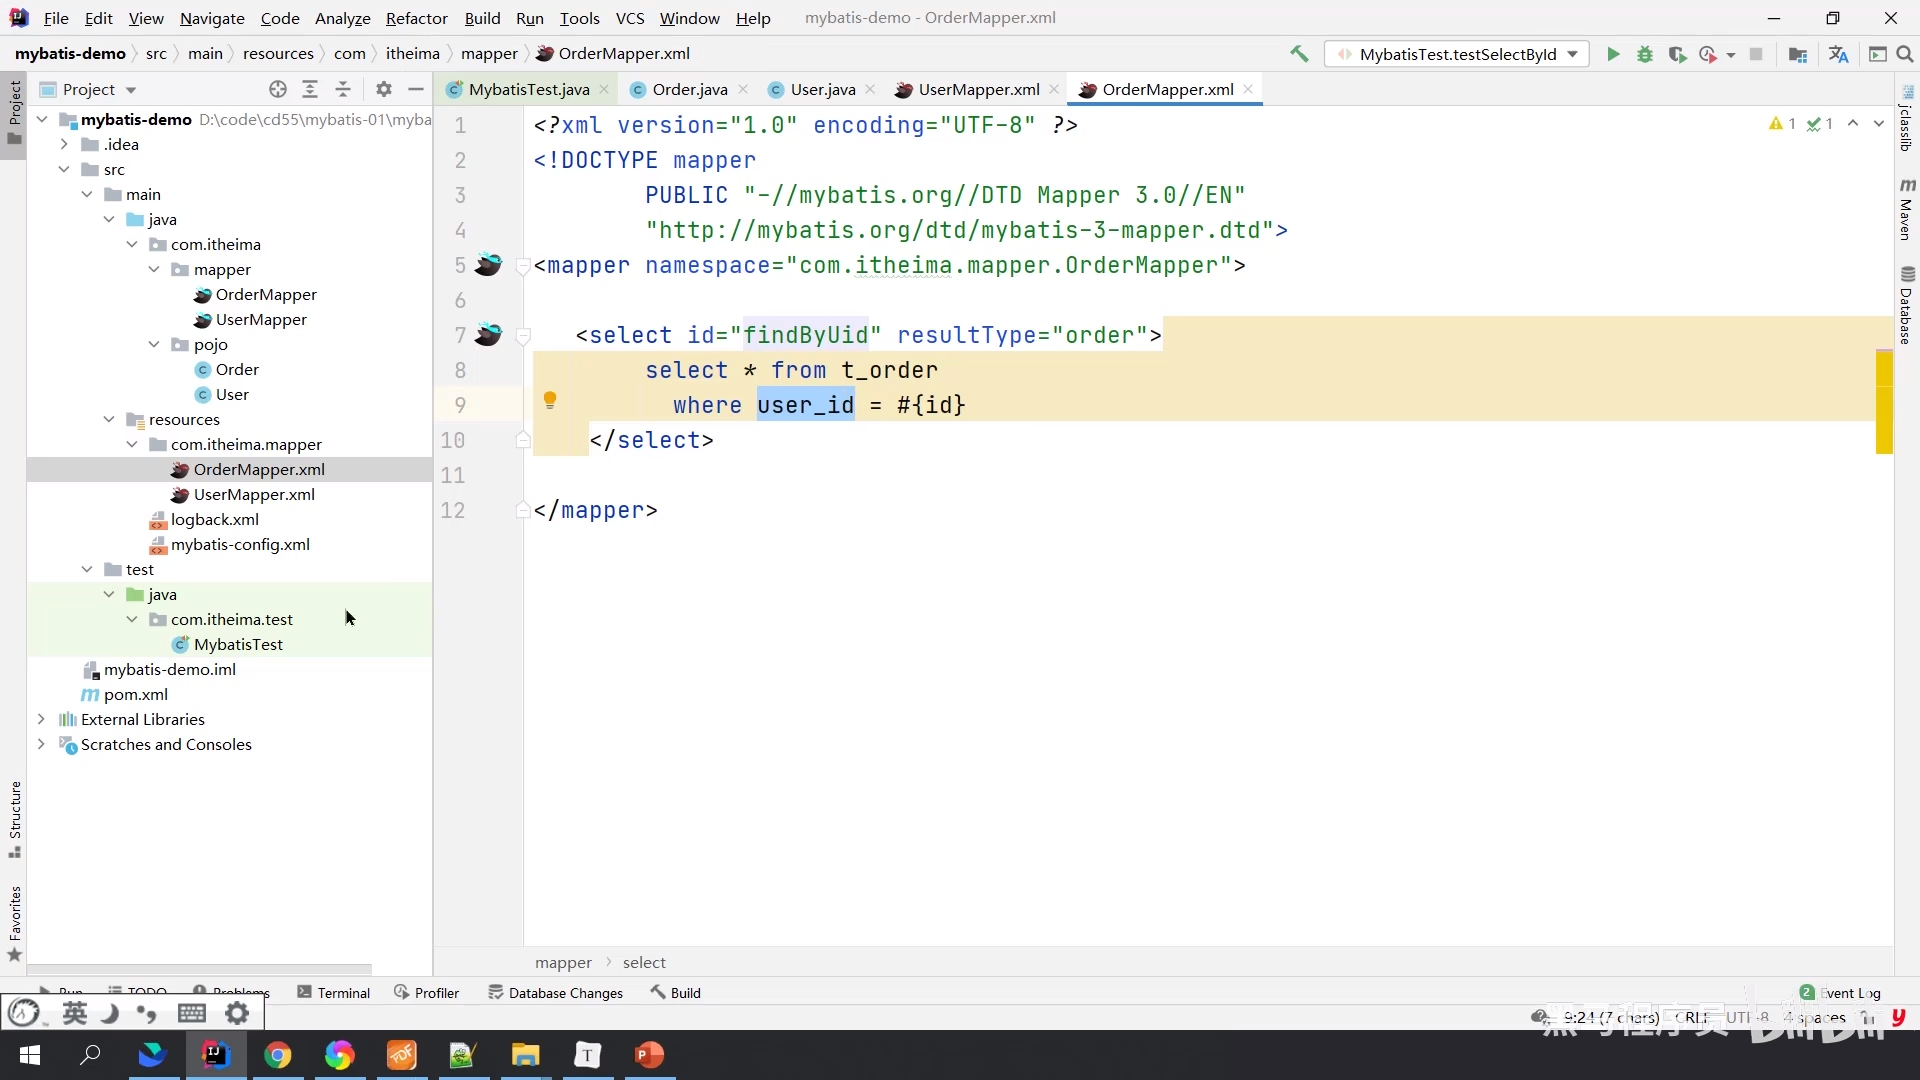 File Edit View Navigate Code Analyze Refactor Build Run Tools VCS Window Help mybatis-demo - OrderMapper.xml
mybatis-demo src main resources com itheima mapper OrderMapper.xml MybatisTest.testSelectById
Project
MybatisTest.java Order.java User.java UserMapper.xml OrderMapper.xml
mybatis-demo D:\code\cd55\mybatis-01\myba
.idea
src
main
java
com.itheima
mapper
OrderMapper
UserMapper
pojo
Order
User
resources
com.itheima.mapper
OrderMapper.xml
UserMapper.xml
logback.xml
mybatis-config.xml
test
java
com.itheima.test
MybatisTest
mybatis-demo.iml
pom.xml
External Libraries
Scratches and Consoles
1 <?xml version="1.0" encoding="UTF-8" ?>
2 <!DOCTYPE mapper
3 PUBLIC "-//mybatis.org//DTD Mapper 3.0//EN"
4 "http://mybatis.org/dtd/mybatis-3-mapper.dtd">
5 <mapper namespace="com.itheima.mapper.OrderMapper">
6
7 <select id="findByUid" resultType="order">
8 select * from t_order
9 where user_id = #{id}
10 </select>
11
12 </mapper>
1 1
Project
Structure
Favorites
jclasslib
Maven
Database
mapper select
Run TODO Problems Terminal Profiler Database Changes Build 2 Event Log
英
9:24 (7 chars) CRLF UTF-8 4 spaces
黑马程序员 bilibili